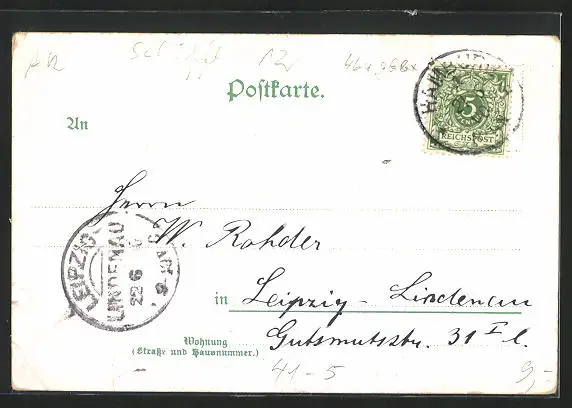 Postkarte.
5
REICHSPOST
An
Herrn
W. Rohder
LEIPZIG
LINDENAU
22 6
in Leipzig-Lindenau
Gutsmutsstr. 31 I l.
Wohnung
(Straße und Hausnummer.)
41-5
9,-